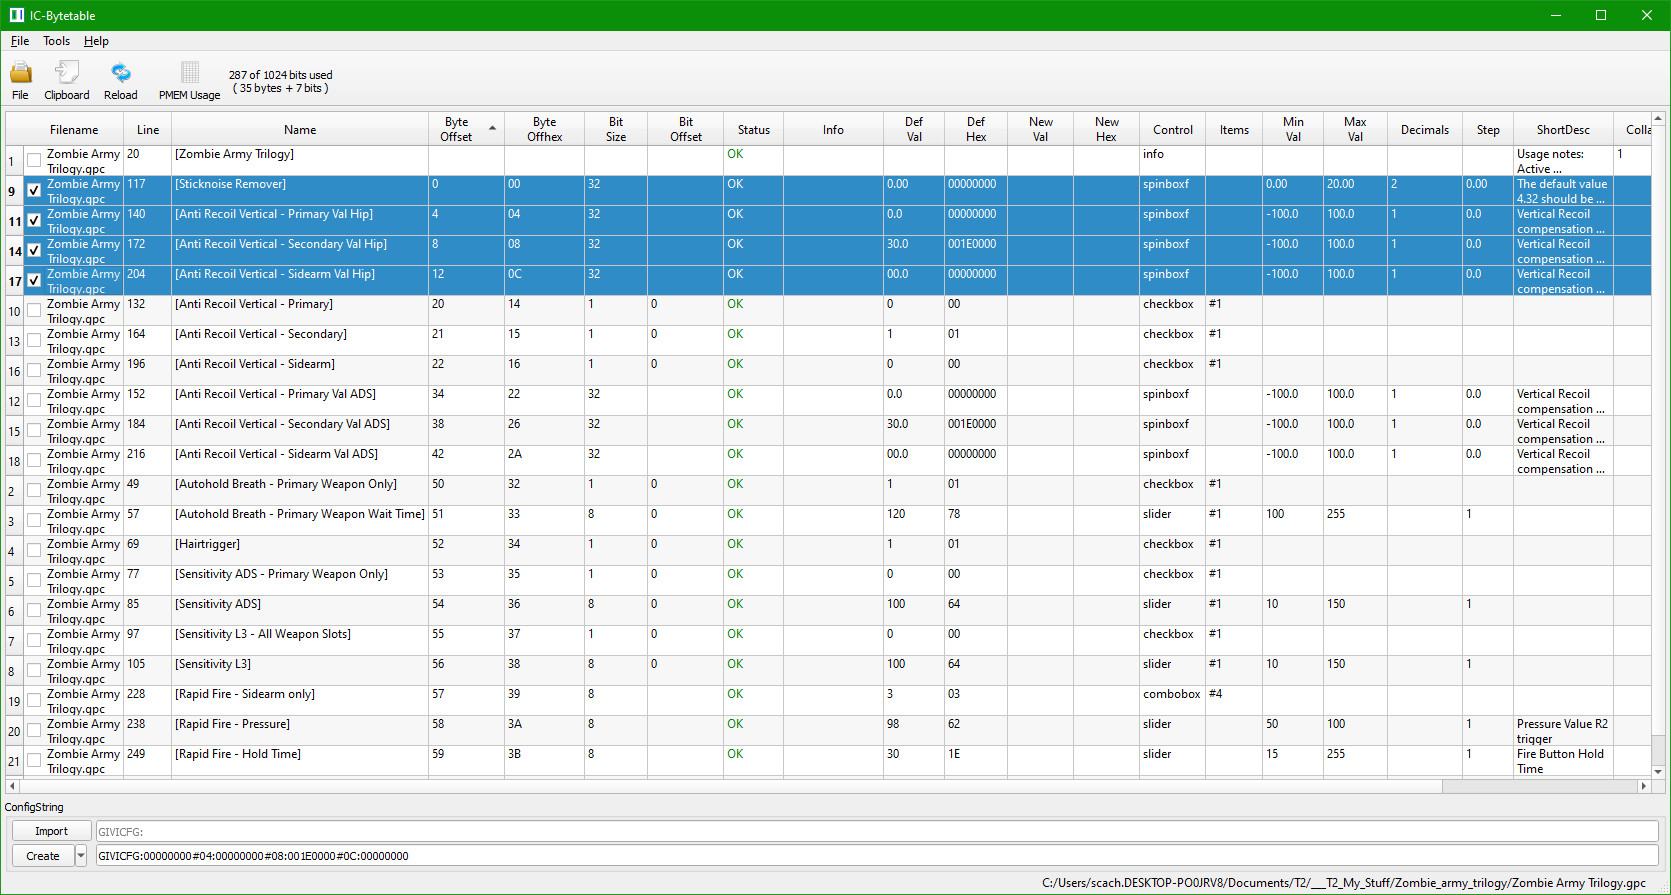 IC-Bytetable
File Tools Help
File Clipboard Reload PMEM Usage
287 of 1024 bits used
( 35 bytes + 7 bits )
Filename Line Name Byte Offset Byte Offhex Bit Size Bit Offset Status Info Def Val Def Hex New Val New Hex Control Items Min Val Max Val Decimals Step ShortDesc Colla
1 Zombie Army Trilogy.gpc 20 [Zombie Army Trilogy] OK info Usage notes: Active ... 1
9 Zombie Army Trilogy.gpc 117 [Sticknoise Remover] 0 00 32 OK 0.00 00000000 spinboxf 0.00 20.00 2 0.00 The default value 4.32 should be ...
11 Zombie Army Trilogy.gpc 140 [Anti Recoil Vertical - Primary Val Hip] 4 04 32 OK 0.0 00000000 spinboxf -100.0 100.0 1 0.0 Vertical Recoil compensation ...
14 Zombie Army Trilogy.gpc 172 [Anti Recoil Vertical - Secondary Val Hip] 8 08 32 OK 30.0 001E0000 spinboxf -100.0 100.0 1 0.0 Vertical Recoil compensation ...
17 Zombie Army Trilogy.gpc 204 [Anti Recoil Vertical - Sidearm Val Hip] 12 0C 32 OK 00.0 00000000 spinboxf -100.0 100.0 1 0.0 Vertical Recoil compensation ...
10 Zombie Army Trilogy.gpc 132 [Anti Recoil Vertical - Primary] 20 14 1 0 OK 0 00 checkbox #1
13 Zombie Army Trilogy.gpc 164 [Anti Recoil Vertical - Secondary] 21 15 1 0 OK 1 01 checkbox #1
16 Zombie Army Trilogy.gpc 196 [Anti Recoil Vertical - Sidearm] 22 16 1 0 OK 0 00 checkbox #1
12 Zombie Army Trilogy.gpc 152 [Anti Recoil Vertical - Primary Val ADS] 34 22 32 OK 0.0 00000000 spinboxf -100.0 100.0 1 0.0 Vertical Recoil compensation ...
15 Zombie Army Trilogy.gpc 184 [Anti Recoil Vertical - Secondary Val ADS] 38 26 32 OK 30.0 001E0000 spinboxf -100.0 100.0 1 0.0 Vertical Recoil compensation ...
18 Zombie Army Trilogy.gpc 216 [Anti Recoil Vertical - Sidearm Val ADS] 42 2A 32 OK 00.0 00000000 spinboxf -100.0 100.0 1 0.0 Vertical Recoil compensation ...
2 Zombie Army Trilogy.gpc 49 [Autohold Breath - Primary Weapon Only] 50 32 1 0 OK 1 01 checkbox #1
3 Zombie Army Trilogy.gpc 57 [Autohold Breath - Primary Weapon Wait Time] 51 33 8 0 OK 120 78 slider #1 100 255 1
4 Zombie Army Trilogy.gpc 69 [Hairtrigger] 52 34 1 0 OK 1 01 checkbox #1
5 Zombie Army Trilogy.gpc 77 [Sensitivity ADS - Primary Weapon Only] 53 35 1 0 OK 0 00 checkbox #1
6 Zombie Army Trilogy.gpc 85 [Sensitivity ADS] 54 36 8 0 OK 100 64 slider #1 10 150 1
7 Zombie Army Trilogy.gpc 97 [Sensitivity L3 - All Weapon Slots] 55 37 1 0 OK 0 00 checkbox #1
8 Zombie Army Trilogy.gpc 105 [Sensitivity L3] 56 38 8 0 OK 100 64 slider #1 10 150 1
19 Zombie Army Trilogy.gpc 228 [Rapid Fire - Sidearm only] 57 39 8 OK 3 03 combobox #4
20 Zombie Army Trilogy.gpc 238 [Rapid Fire - Pressure] 58 3A 8 OK 98 62 slider 50 100 1 Pressure Value R2 trigger
21 Zombie Army Trilogy.gpc 249 [Rapid Fire - Hold Time] 59 3B 8 OK 30 1E slider 15 255 1 Fire Button Hold Time
ConfigString
Import GIVICFG:
Create GIVICFG:00000000#04:00000000#08:001E0000#0C:00000000
C:/Users/scach.DESKTOP-PO0JRV8/Documents/T2/___T2_My_Stuff/Zombie_army_trilogy/Zombie Army Trilogy.gpc